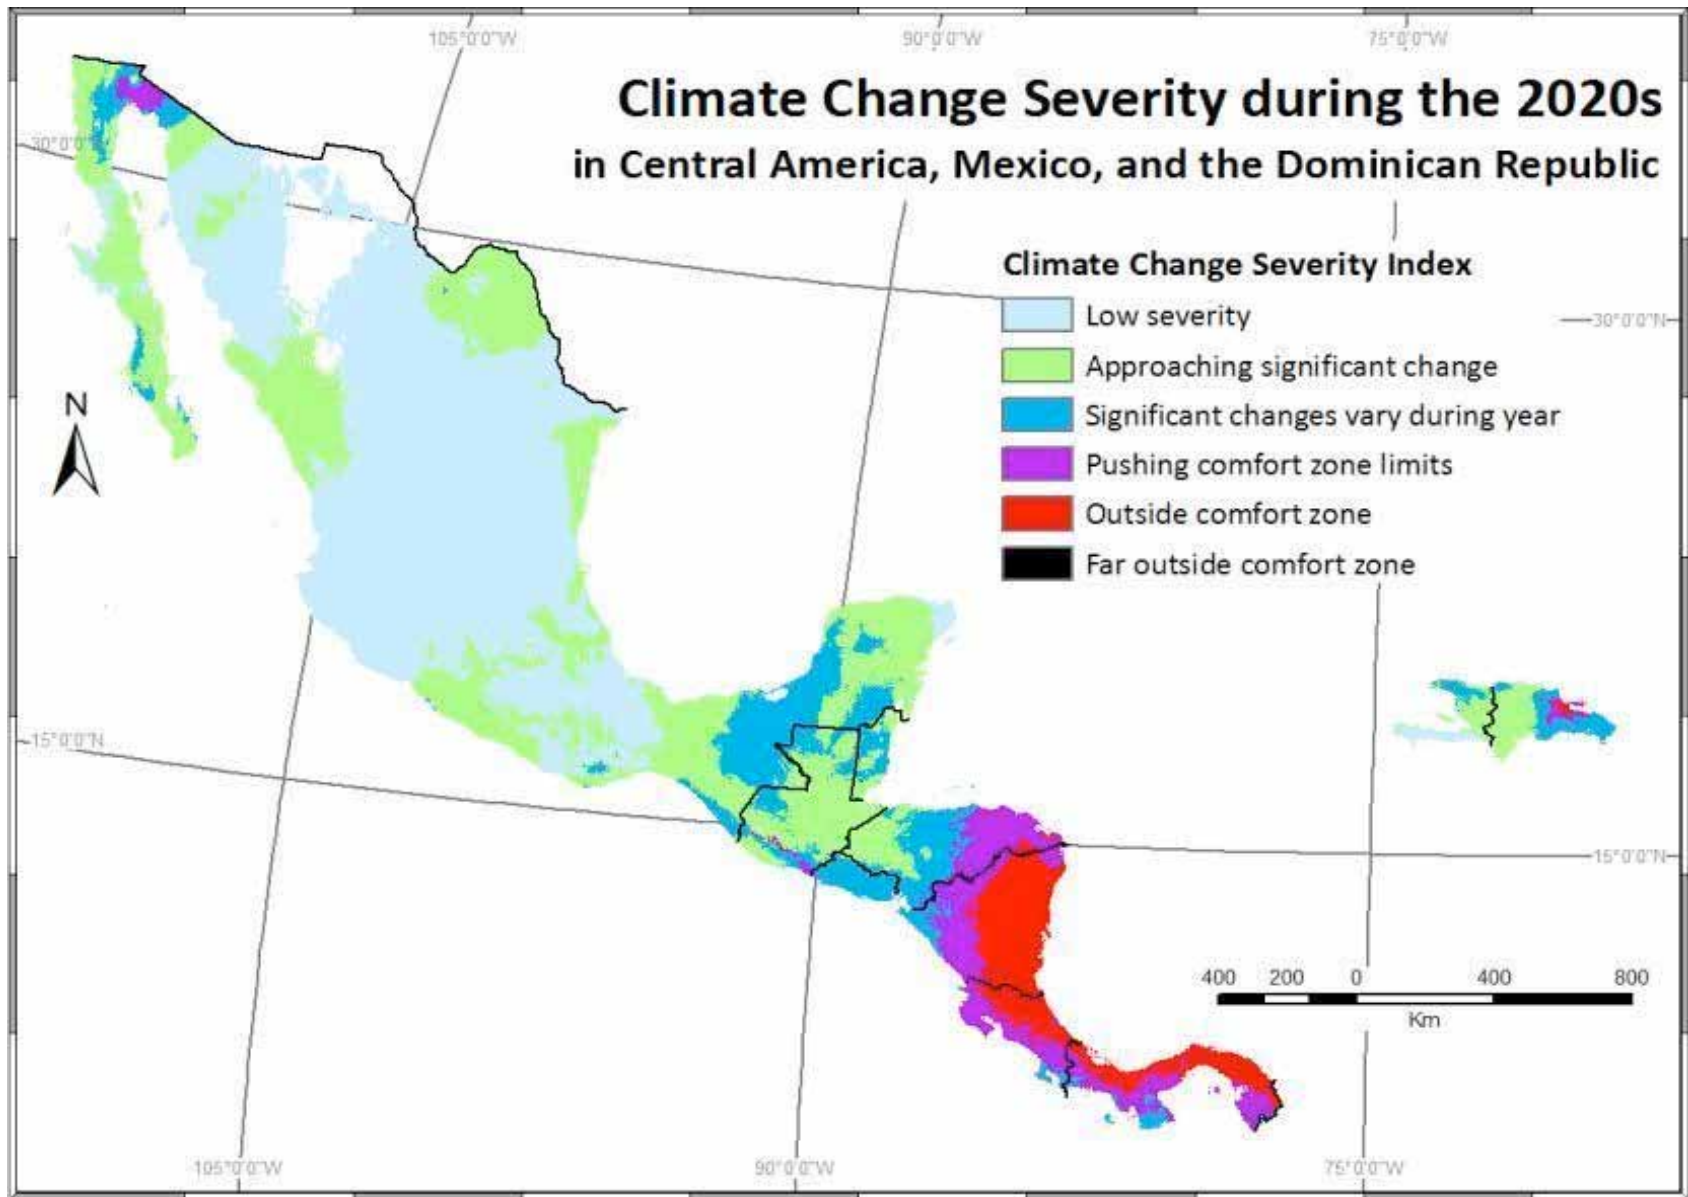 105°0'0"W 90°0'0"W 75°0'0"W
Climate Change Severity during the 2020s
in Central America, Mexico, and the Dominican Republic
30°0'0"N
Climate Change Severity Index
Low severity
30°0'0"N
Approaching significant change
Significant changes vary during year
N
Pushing comfort zone limits
Outside comfort zone
Far outside comfort zone
15°0'0"N
15°0'0"N
400 200 0 400 800
Km
105°0'0"W 90°0'0"W 75°0'0"W